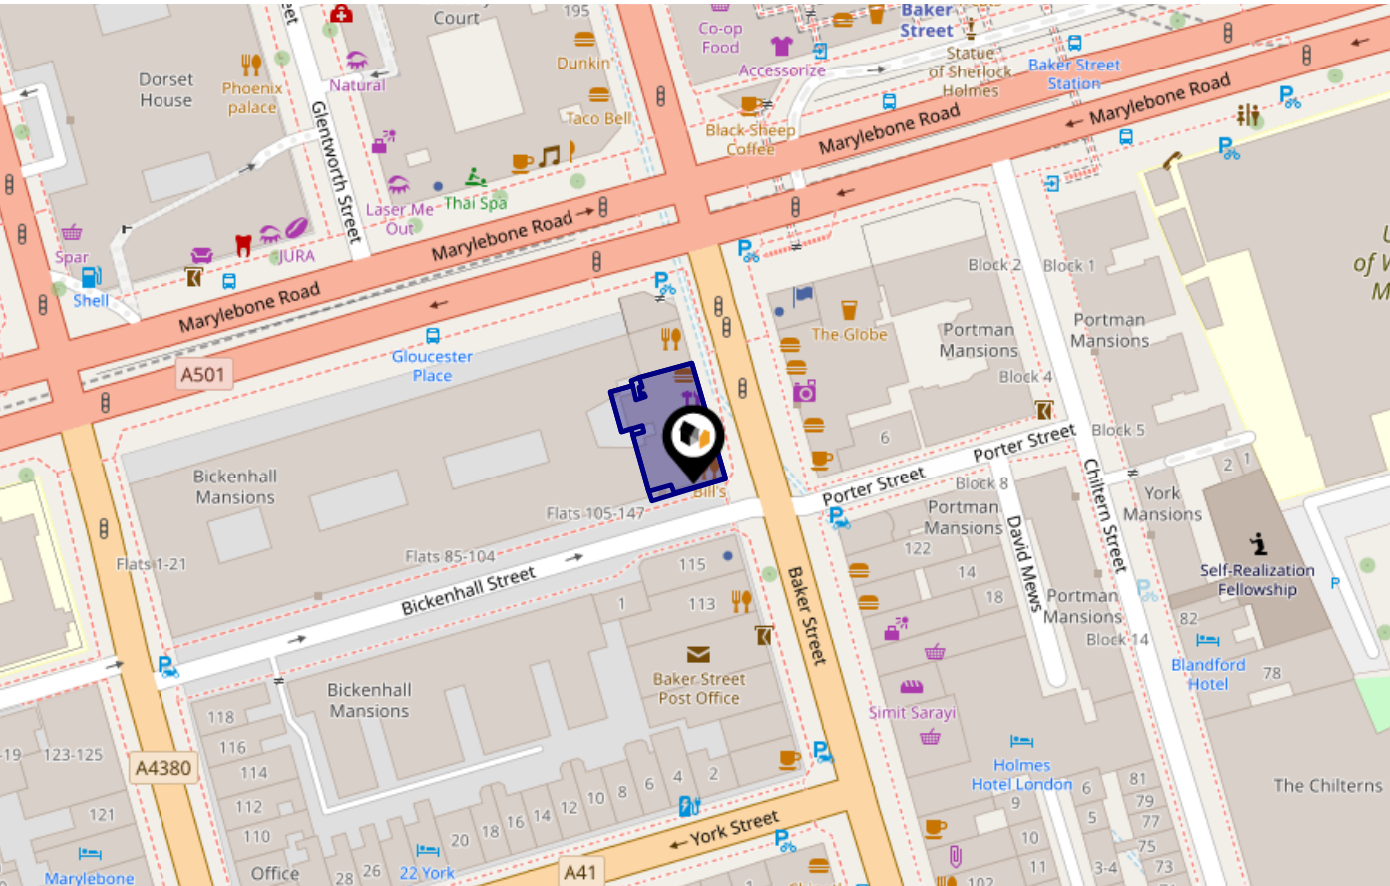 Court
195
Co-op
Food
Baker
Street
Dunkin'
Accessorize
Statue
of Sherlock
Holmes
Baker Street
Station
Dorset
House
Phoenix
palace
Natural
Taco Bell
Black Sheep
Coffee
Marylebone Road
Marylebone Road
Glentworth Street
Laser Me
Out
Thai Spa
Marylebone Road
Spar
JURA
Shell
Marylebone Road
Block 2
Block 1
The Globe
Portman
Mansions
Portman
Mansions
Gloucester
Place
A501
Block 4
6
Porter Street
Block 5
Porter Street
Bickenhall
Mansions
Bill's
Flats 105-147
Block 8
Portman
Mansions
York
Mansions
2
1
Chiltern Street
David Mews
Flats 1-21
Flats 85-104
Bickenhall Street
115
113
1
122
14
18
Baker Street
Self-Realization
Fellowship
P
Portman
Mansions
Block 14
82
Blandford
Hotel
78
Baker Street
Post Office
Bickenhall
Mansions
Simit Sarayi
118
116
114
112
110
-19
123-125
A4380
121
Holmes
Hotel London
The Chilterns
2
4
6
8
10
12
14
16
18
20
26
28
York Street
A41
22 York
Office
Marylebone
9
10
11
102
6
5
3-4
81
79
77
75
73
1